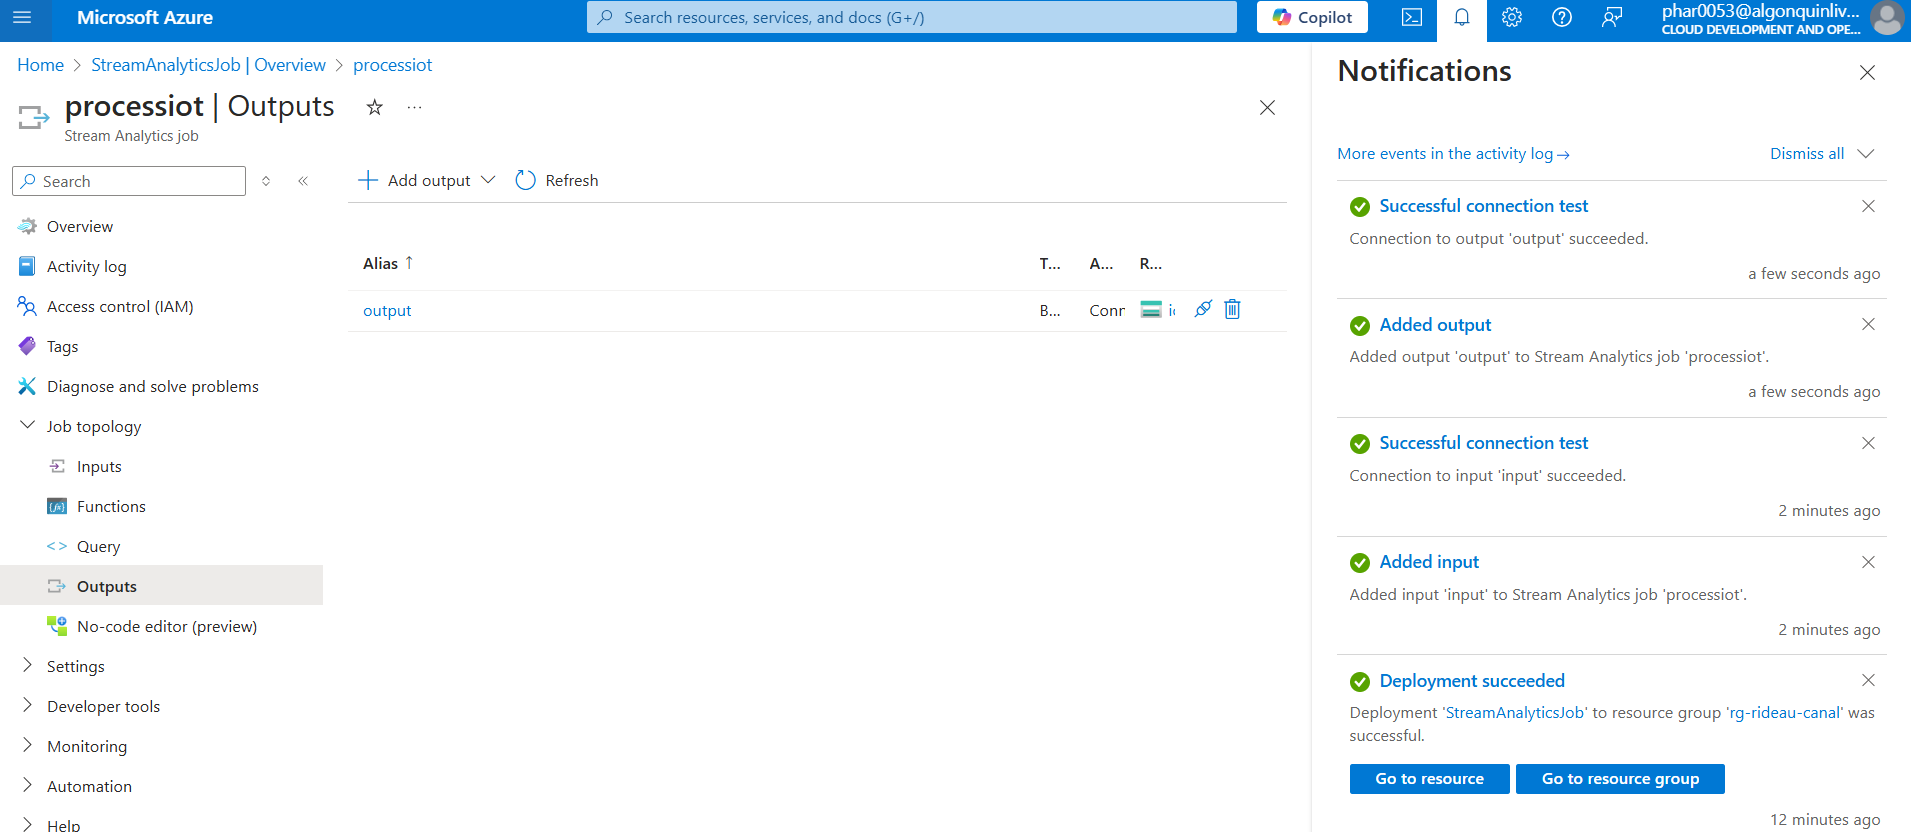 Microsoft Azure
Search resources, services, and docs (G+/)
Copilot
phar0053@algonquinliv...
CLOUD DEVELOPMENT AND OPE...
Home > StreamAnalyticsJob | Overview > processiot
processiot | Outputs
Stream Analytics job
Search
Add output
Refresh
Overview
Activity log
Access control (IAM)
Tags
Diagnose and solve problems
Job topology
Inputs
Functions
Query
Outputs
No-code editor (preview)
Settings
Developer tools
Monitoring
Automation
Help
Alias ↑ T... A... R...
output B... Conn
Notifications
More events in the activity log →
Dismiss all
Successful connection test
Connection to output 'output' succeeded.
a few seconds ago
Added output
Added output 'output' to Stream Analytics job 'processiot'.
a few seconds ago
Successful connection test
Connection to input 'input' succeeded.
2 minutes ago
Added input
Added input 'input' to Stream Analytics job 'processiot'.
2 minutes ago
Deployment succeeded
Deployment 'StreamAnalyticsJob' to resource group 'rg-rideau-canal' was
successful.
Go to resource
Go to resource group
12 minutes ago